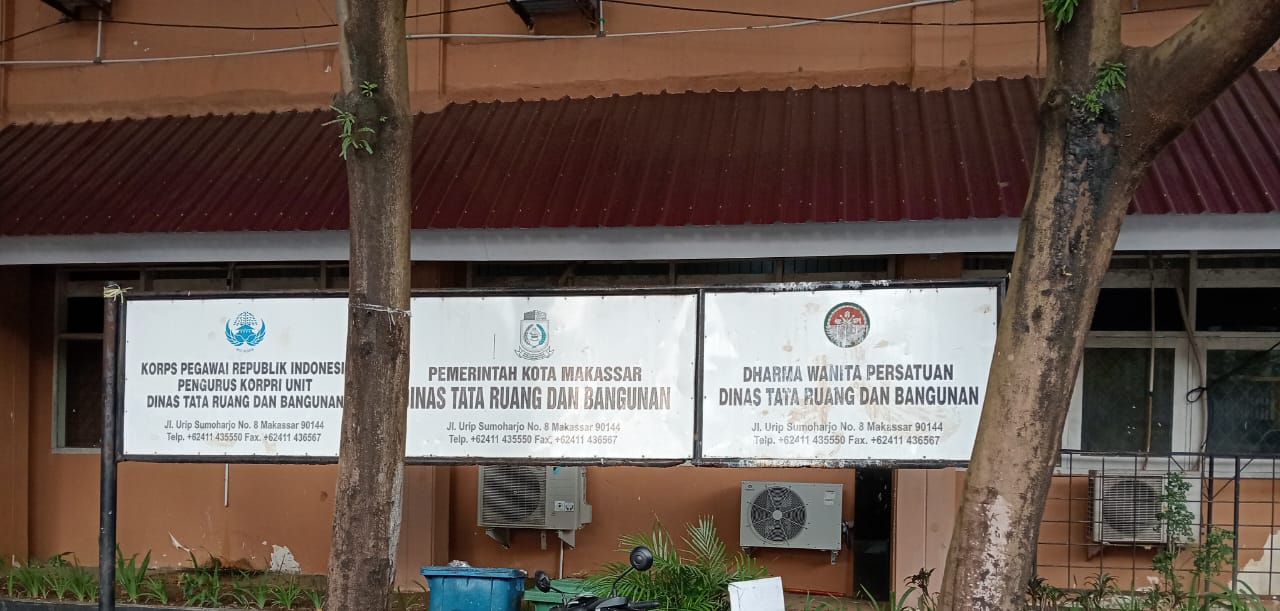 KORPS PEGAWAI REPUBLIK INDONESI
PENGURUS KORPRI UNIT
DINAS TATA RUANG DAN BANGUNAN
Jl. Urip Sumoharjo No. 8 Makassar 90144
Telp. +62411 435550 Fax. +62411 436567
PEMERINTAH KOTA MAKASSAR
DINAS TATA RUANG DAN BANGUNAN
Jl. Urip Sumoharjo No. 8 Makassar 90144
Telp. +62411 435550 Fax, +62411 436567
DHARMA WANITA PERSATUAN
DINAS TATA RUANG DAN BANGUNAN
Jl. Urip Sumoharjo No. 8 Makassar 90144
Telp. +62411 435550 Fax. +62411 436567